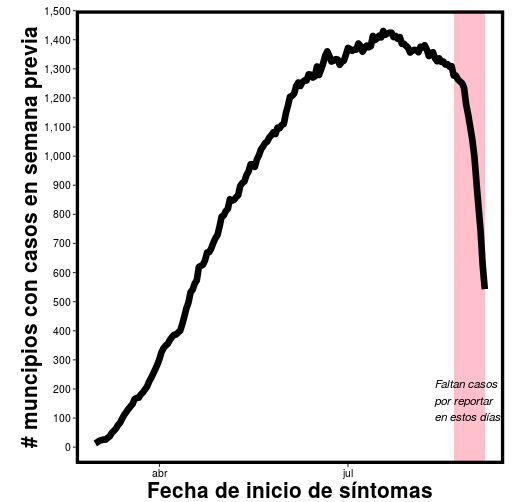 # muncipios con casos en semana previa
1,500
1,400
1,300
1,200
1,100
1,000
900
800
700
600
500
400
300
200
100
0
Faltan casos
por reportar
en estos días
abr
jul
Fecha de inicio de síntomas